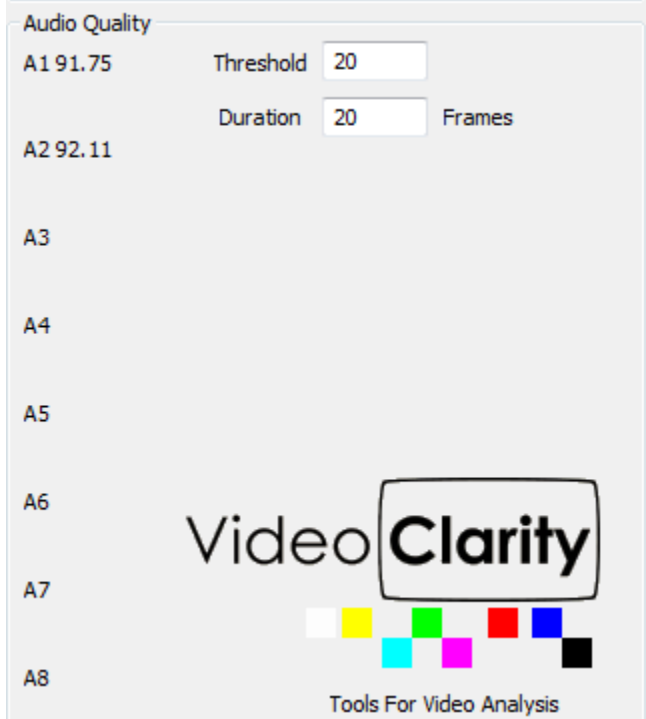 Audio Quality
A1 91.75 Threshold 20
Duration 20 Frames
A2 92.11
A3
A4
A5
A6
Video Clarity
A7
A8
Tools For Video Analysis